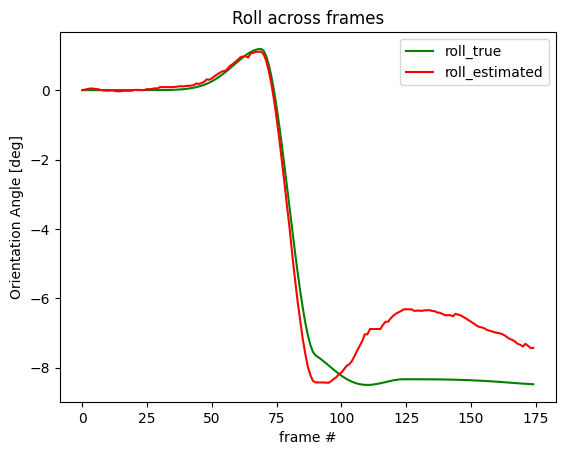 Roll across frames
roll_true
roll_estimated
Orientation Angle [deg]
0
−2
−4
−6
−8
0 25 50 75 100 125 150 175
frame #